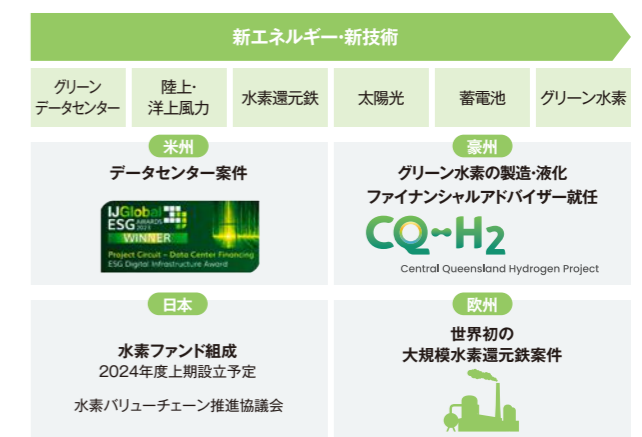 新エネルギー・新技術
グリーン
データセンター
陸上・
洋上風力
水素還元鉄
太陽光
蓄電池
グリーン水素
米州
データセンター案件
IJGlobal
ESG AWARDS
2023
WINNER
Project Circuit – Data Center Financing
ESG Digital Infrastructure Award
豪州
グリーン水素の製造・液化
ファイナンシャルアドバイザー就任
CQ-H2
Central Queensland Hydrogen Project
日本
水素ファンド組成
2024年度上期設立予定
水素バリューチェーン推進協議会
欧州
世界初の
大規模水素還元鉄案件